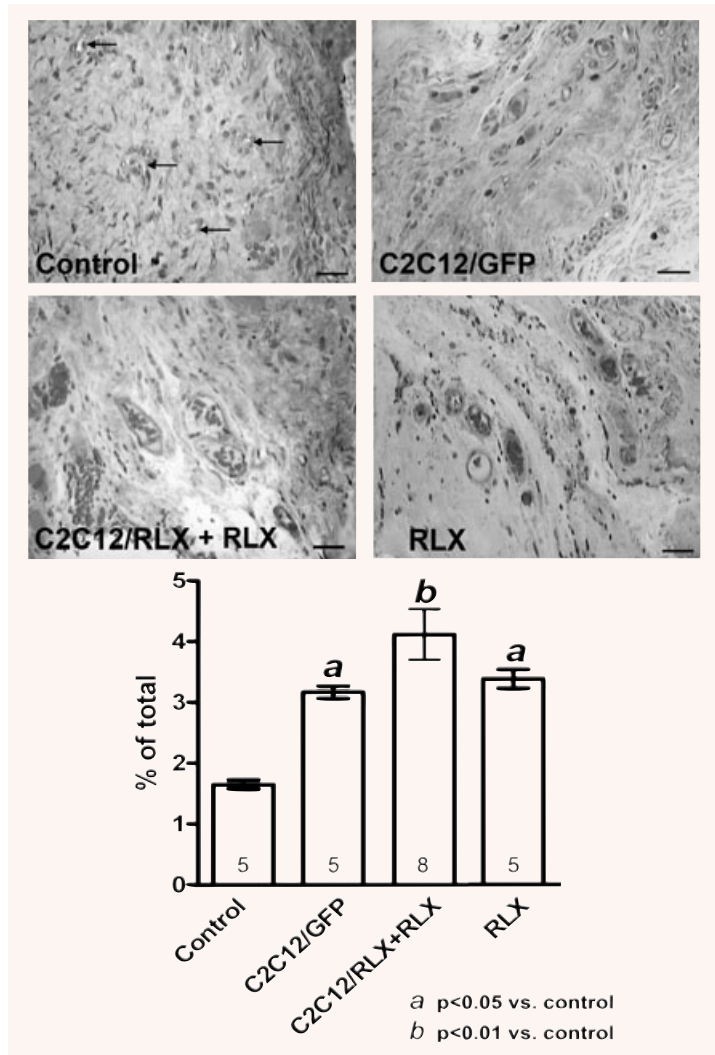 Control
C2C12/GFP
C2C12/RLX + RLX
RLX
5
4
3
2
1
0
% of total
a
b
a
5
5
8
5
Control
C2C12/GFP
C2C12/RLX+RLX
RLX
a p<0.05 vs. control
b p<0.01 vs. control